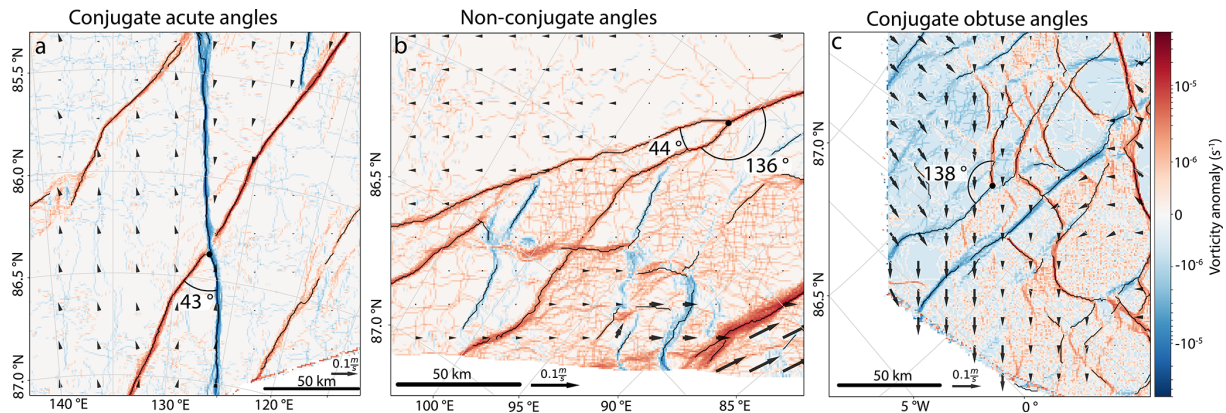 Conjugate acute angles
Non-conjugate angles
Conjugate obtuse angles
a
b
c
85.5 °N
86.0 °N
86.5 °N
87.0 °N
43 °
0.1 m/s
50 km
140 °E
130 °E
120 °E
86.5 °N
87.0 °N
44 °
136 °
50 km
0.1 m/s
100 °E
95 °E
90 °E
85 °E
87.0 °N
86.5 °N
138 °
50 km
0.1 m/s
5 °W
0 °
10⁻⁵
10⁻⁶
0
-10⁻⁶
-10⁻⁵
Vorticity anomaly (s⁻¹)